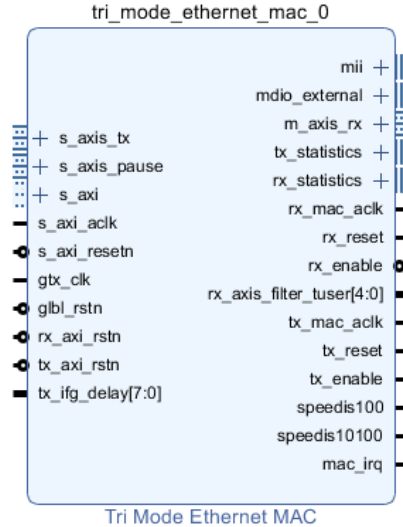 tri_mode_ethernet_mac_0
s_axis_tx
s_axis_pause
s_axi
s_axi_aclk
s_axi_resetn
gtx_clk
glbl_rstn
rx_axi_rstn
tx_axi_rstn
tx_ifg_delay[7:0]
mii
mdio_external
m_axis_rx
tx_statistics
rx_statistics
rx_mac_aclk
rx_reset
rx_enable
rx_axis_filter_tuser[4:0]
tx_mac_aclk
tx_reset
tx_enable
speedis100
speedis10100
mac_irq
Tri Mode Ethernet MAC